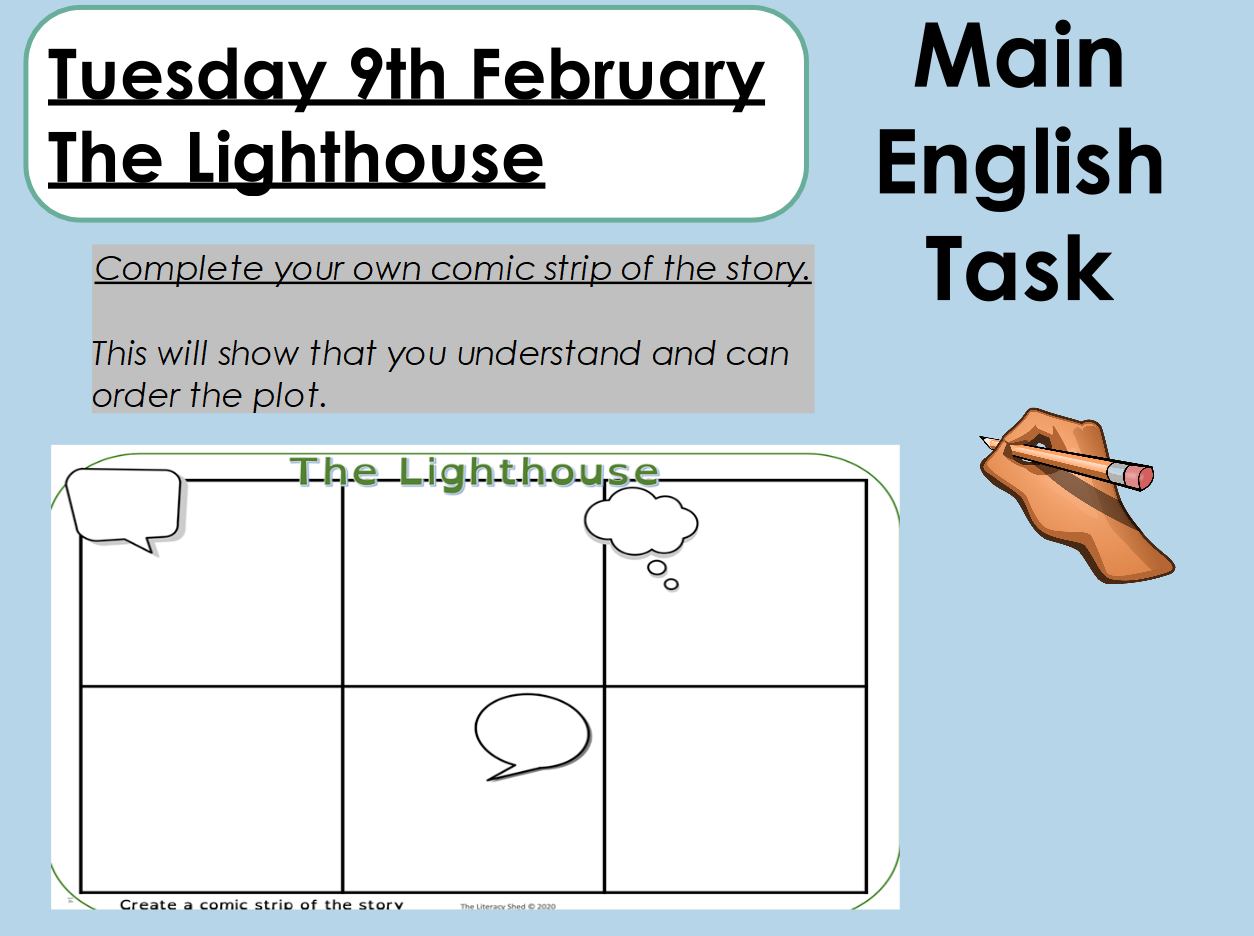 Tuesday 9th February
The Lighthouse
Main
English
Task
Complete your own comic strip of the story.
This will show that you understand and can
order the plot.
The Lighthouse
Create a comic strip of the story
The Literacy Shed © 2020